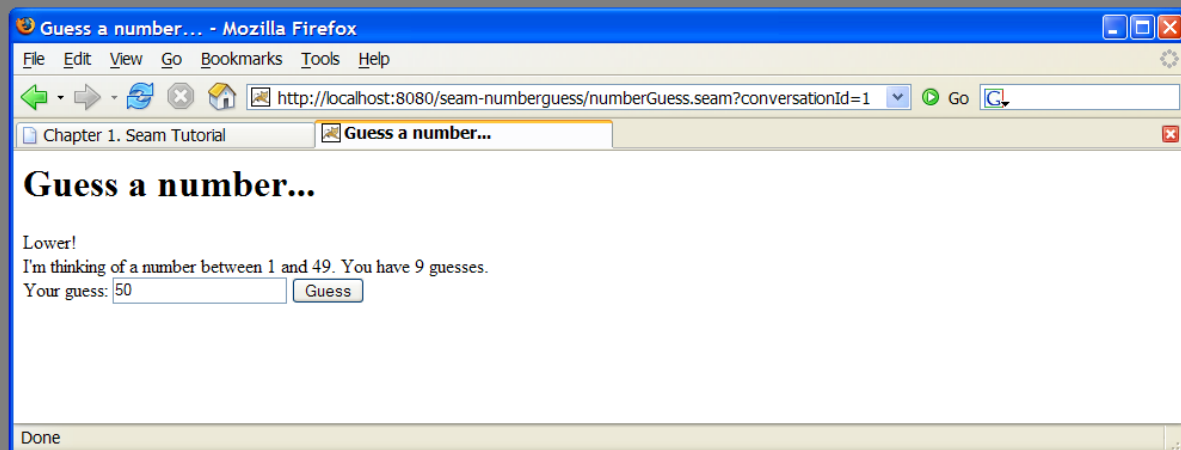 Guess a number... - Mozilla Firefox
File Edit View Go Bookmarks Tools Help
http://localhost:8080/seam-numberguess/numberGuess.seam?conversationId=1 Go G
Chapter 1. Seam Tutorial Guess a number...
Guess a number...
Lower!
I'm thinking of a number between 1 and 49. You have 9 guesses.
Your guess: 50 Guess
Done